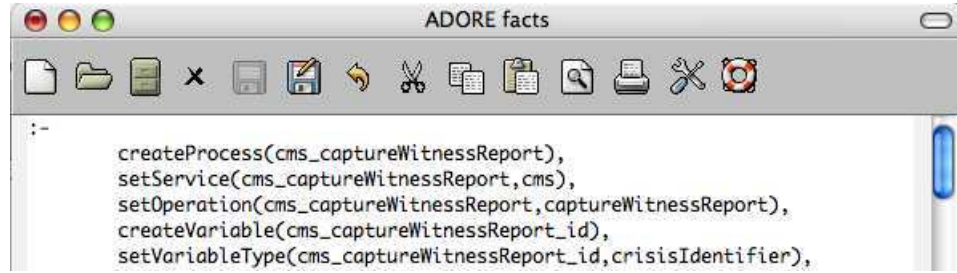 ADORE facts
:-
createProcess(cms_captureWitnessReport),
setService(cms_captureWitnessReport,cms),
setOperation(cms_captureWitnessReport,captureWitnessReport),
createVariable(cms_captureWitnessReport_id),
setVariableType(cms_captureWitnessReport_id,crisisIdentifier),